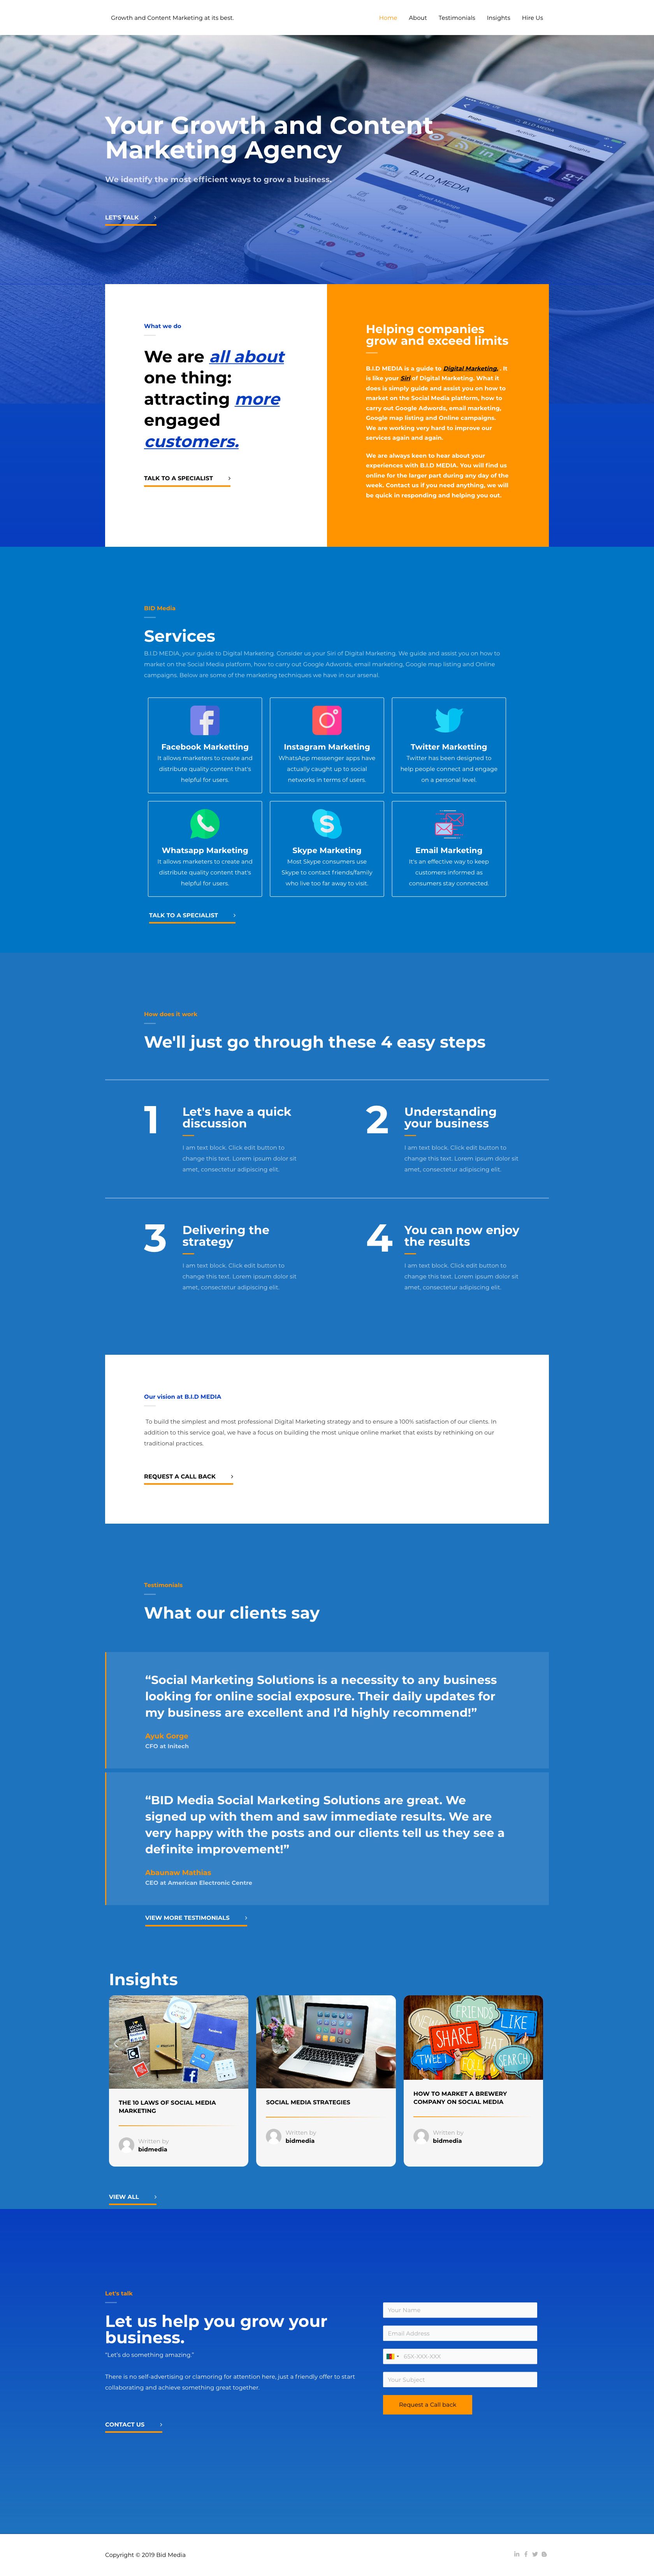 Growth and Content Marketing at its best.
Home
About
Testimonials
Insights
Hire Us
Your Growth and Content
Marketing Agency
We identify the most efficient ways to grow a business.
LET'S TALK
B.I.D MEDIA
What we do
We are all about
one thing:
attracting more
engaged
customers.
TALK TO A SPECIALIST
Helping companies
grow and exceed limits
B.I.D MEDIA is a guide to Digital Marketing. It
is like your Siri of Digital Marketing. What it
does is simply guide and assist you on how to
market on the Social Media platform, how to
carry out Google Adwords, email marketing,
Google map listing and Online campaigns.
We are working very hard to improve our
services again and again.
We are always keen to hear about your
experiences with B.I.D MEDIA. You will find us
online for the larger part during any day of the
week. Contact us if you need anything, we will
be quick in responding and helping you out.
BID Media
Services
B.I.D MEDIA, your guide to Digital Marketing. Consider us your Siri of Digital Marketing. We guide and assist you on how to
market on the Social Media platform, how to carry out Google Adwords, email marketing, Google map listing and Online
campaigns. Below are some of the marketing techniques we have in our arsenal.
Facebook Marketting
It allows marketers to create and
distribute quality content that's
helpful for users.
Instagram Marketing
WhatsApp messenger apps have
actually caught up to social
networks in terms of users.
Twitter Marketting
Twitter has been designed to
help people connect and engage
on a personal level.
Whatsapp Marketing
It allows marketers to create and
distribute quality content that's
helpful for users.
Skype Marketing
Most Skype consumers use
Skype to contact friends/family
who live too far away to visit.
Email Marketing
It's an effective way to keep
customers informed as
consumers stay connected.
TALK TO A SPECIALIST
How does it work
We'll just go through these 4 easy steps
1
Let's have a quick
discussion
I am text block. Click edit button to
change this text. Lorem ipsum dolor sit
amet, consectetur adipiscing elit.
2
Understanding
your business
I am text block. Click edit button to
change this text. Lorem ipsum dolor sit
amet, consectetur adipiscing elit.
3
Delivering the
strategy
I am text block. Click edit button to
change this text. Lorem ipsum dolor sit
amet, consectetur adipiscing elit.
4
You can now enjoy
the results
I am text block. Click edit button to
change this text. Lorem ipsum dolor sit
amet, consectetur adipiscing elit.
Our vision at B.I.D MEDIA
To build the simplest and most professional Digital Marketing strategy and to ensure a 100% satisfaction of our clients. In
addition to this service goal, we have a focus on building the most unique online market that exists by rethinking on our
traditional practices.
REQUEST A CALL BACK
Testimonials
What our clients say
“Social Marketing Solutions is a necessity to any business
looking for online social exposure. Their daily updates for
my business are excellent and I’d highly recommend!”
Ayuk Gorge
CFO at Initech
“BID Media Social Marketing Solutions are great. We
signed up with them and saw immediate results. We are
very happy with the posts and our clients tell us they see a
definite improvement!”
Abaunaw Mathias
CEO at American Electronic Centre
VIEW MORE TESTIMONIALS
Insights
THE 10 LAWS OF SOCIAL MEDIA
MARKETING
Written by
bidmedia
SOCIAL MEDIA STRATEGIES
Written by
bidmedia
FRIENDS
LIKE
SHARE
CHAT
TWEET
SEARCH
HOW TO MARKET A BREWERY
COMPANY ON SOCIAL MEDIA
Written by
bidmedia
VIEW ALL
Let's talk
Let us help you grow your
business.
“Let’s do something amazing.”
There is no self-advertising or clamoring for attention here, just a friendly offer to start
collaborating and achieve something great together.
CONTACT US
Your Name
Email Address
65X-XXX-XXX
Your Subject
Request a Call back
Copyright © 2019 Bid Media